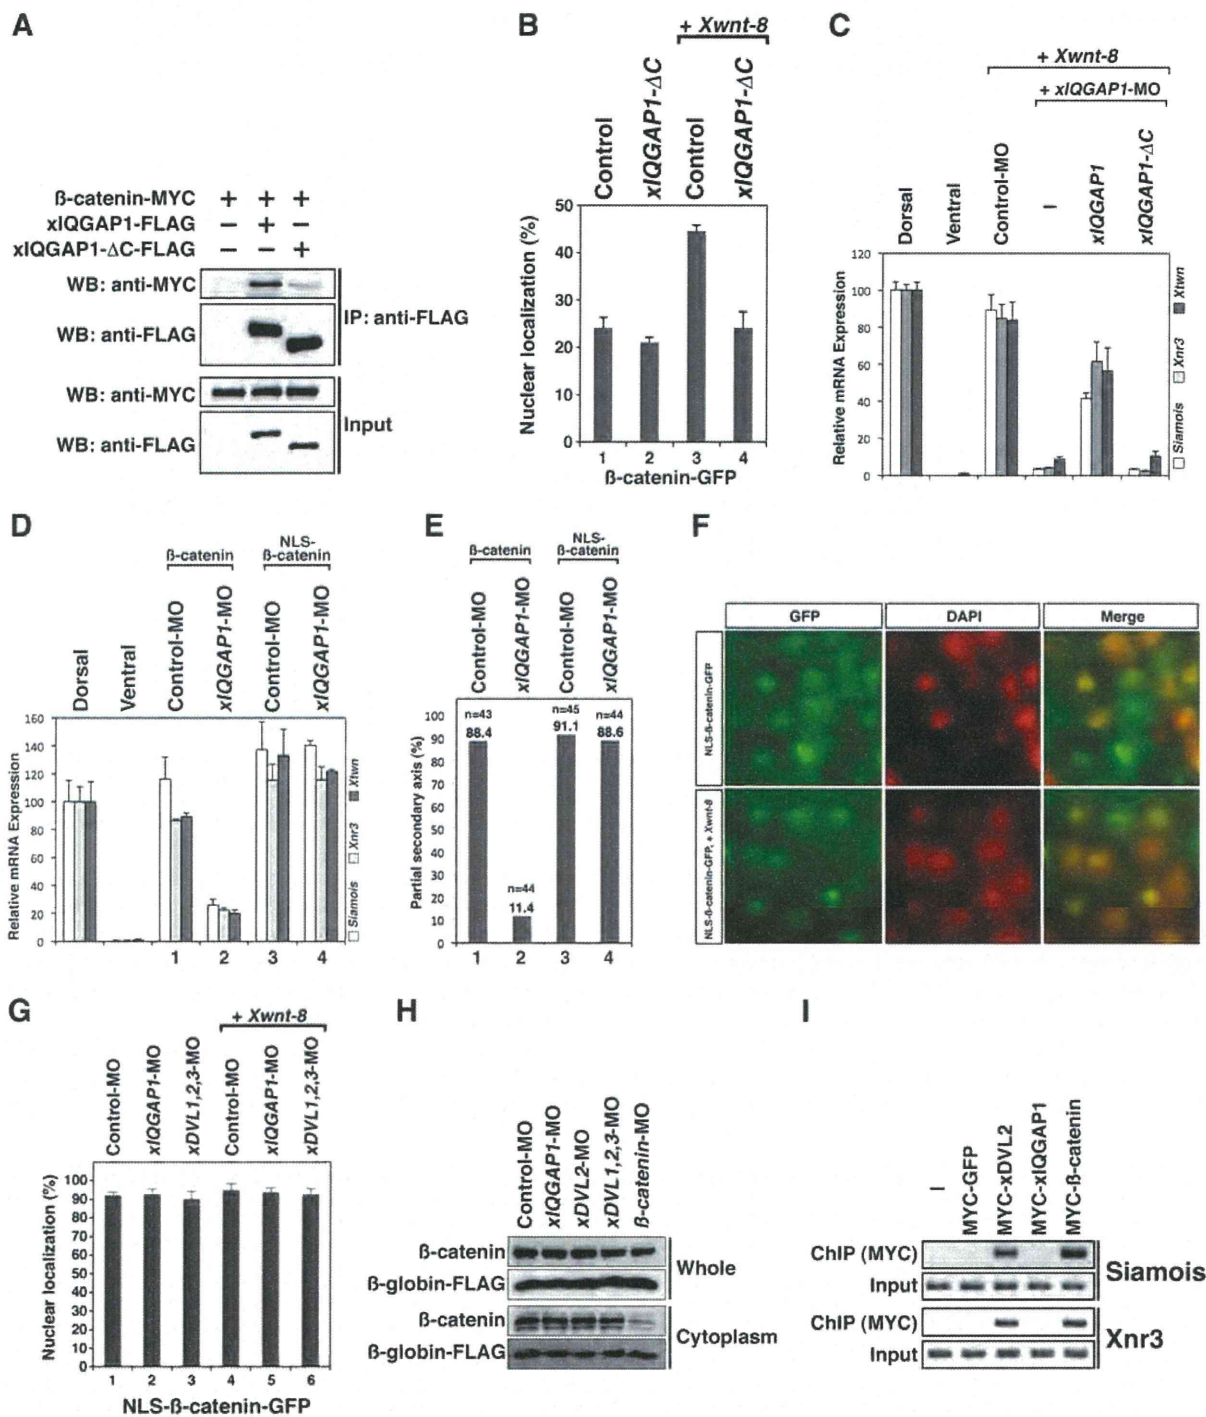 A
ß-catenin-MYC + + +
xIQGAP1-FLAG – + –
xIQGAP1-ΔC-FLAG – – +
WB: anti-MYC
WB: anti-FLAG
IP: anti-FLAG
WB: anti-MYC
WB: anti-FLAG
Input
B
+ Xwnt-8
Control
xIQGAP1-ΔC
Control
xIQGAP1-ΔC
Nuclear localization (%)
50
40
30
20
10
0
1 2 3 4
ß-catenin-GFP
C
+ Xwnt-8
+ xIQGAP1-MO
Dorsal
Ventral
Control-MO
–
xIQGAP1
xIQGAP1-ΔC
Relative mRNA Expression
120
100
80
60
40
20
0
Siamois
Xnr3
Xtwn
D
ß-catenin
NLS-
ß-catenin
Dorsal
Ventral
Control-MO
xIQGAP1-MO
Control-MO
xIQGAP1-MO
Relative mRNA Expression
160
140
120
100
80
60
40
20
0
1 2 3 4
Siamois
Xnr3
Xtwn
E
ß-catenin
NLS-
ß-catenin
Control-MO
xIQGAP1-MO
Control-MO
xIQGAP1-MO
Partial secondary axis (%)
100
90
80
70
60
50
40
30
20
10
0
n=43
88.4
n=44
11.4
n=45
91.1
n=44
88.6
1 2 3 4
F
GFP DAPI Merge
NLS-ß-catenin-GFP
NLS-ß-catenin-GFP, + Xwnt-8
G
+ Xwnt-8
Control-MO
xIQGAP1-MO
xDVL1,2,3-MO
Control-MO
xIQGAP1-MO
xDVL1,2,3-MO
Nuclear localization (%)
100
90
80
70
60
50
40
30
20
10
0
1 2 3 4 5 6
NLS-ß-catenin-GFP
H
Control-MO
xIQGAP1-MO
xDVL2-MO
xDVL1,2,3-MO
ß-catenin-MO
ß-catenin
ß-globin-FLAG
Whole
ß-catenin
ß-globin-FLAG
Cytoplasm
I
–
MYC-GFP
MYC-xDVL2
MYC-xIQGAP1
MYC-ß-catenin
ChIP (MYC)
Input
Siamois
ChIP (MYC)
Input
Xnr3